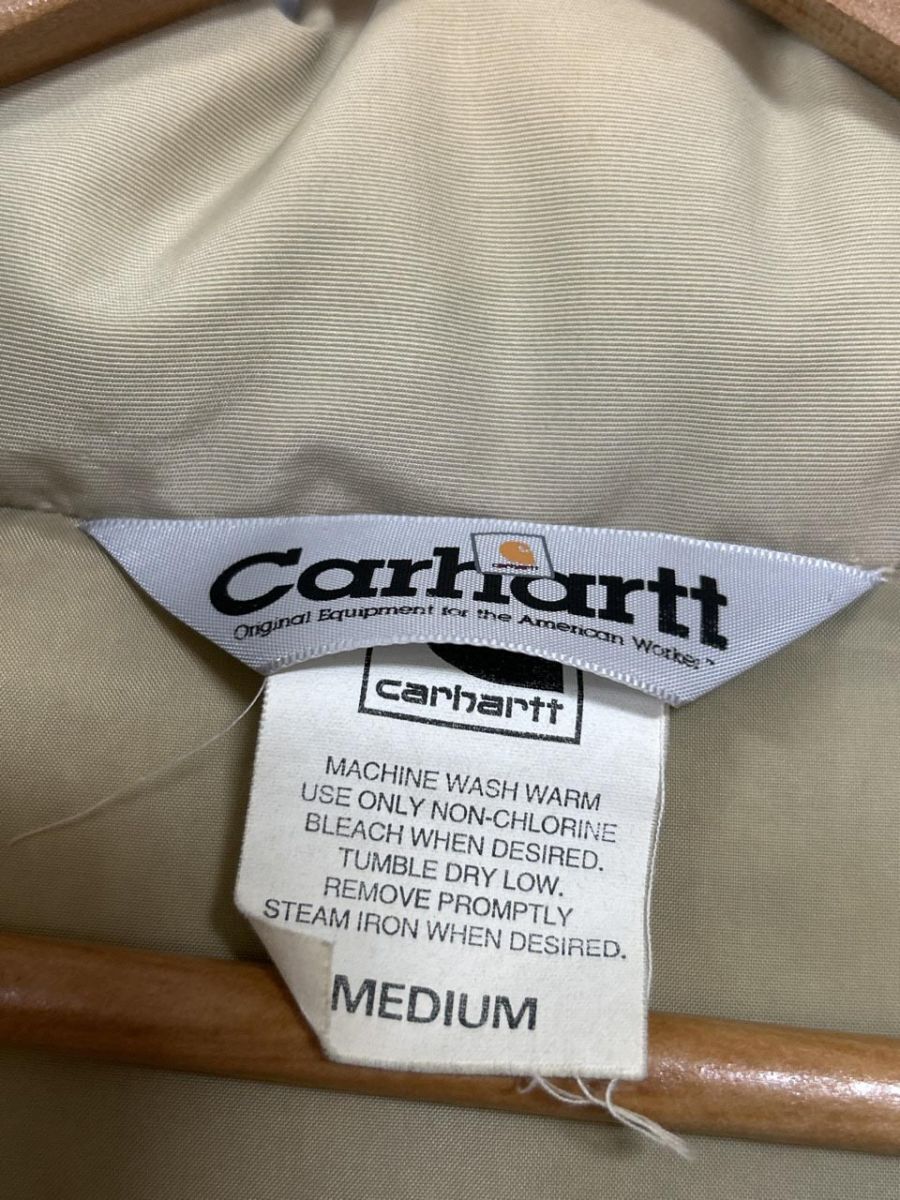 Carhartt
carhartt
Original Equipment for the American Worker™
carhartt
MACHINE WASH WARM
USE ONLY NON-CHLORINE
BLEACH WHEN DESIRED.
TUMBLE DRY LOW.
REMOVE PROMPTLY
STEAM IRON WHEN DESIRED.
MEDIUM